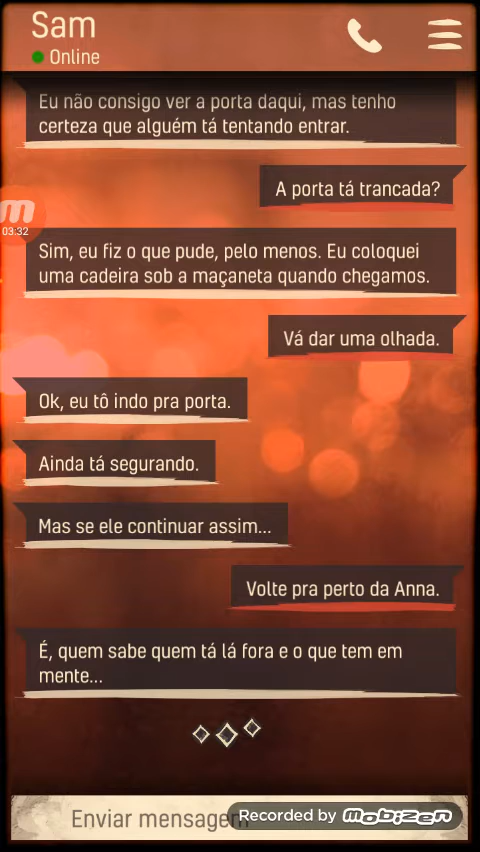 Sam
Online
Eu não consigo ver a porta daqui, mas tenho
certeza que alguém tá tentando entrar.
A porta tá trancada?
03:32
Sim, eu fiz o que pude, pelo menos. Eu coloquei
uma cadeira sob a maçaneta quando chegamos.
Vá dar uma olhada.
Ok, eu tô indo pra porta.
Ainda tá segurando.
Mas se ele continuar assim...
Volte pra perto da Anna.
É, quem sabe quem tá lá fora e o que tem em
mente...
Enviar mensagem
Recorded by mobizen